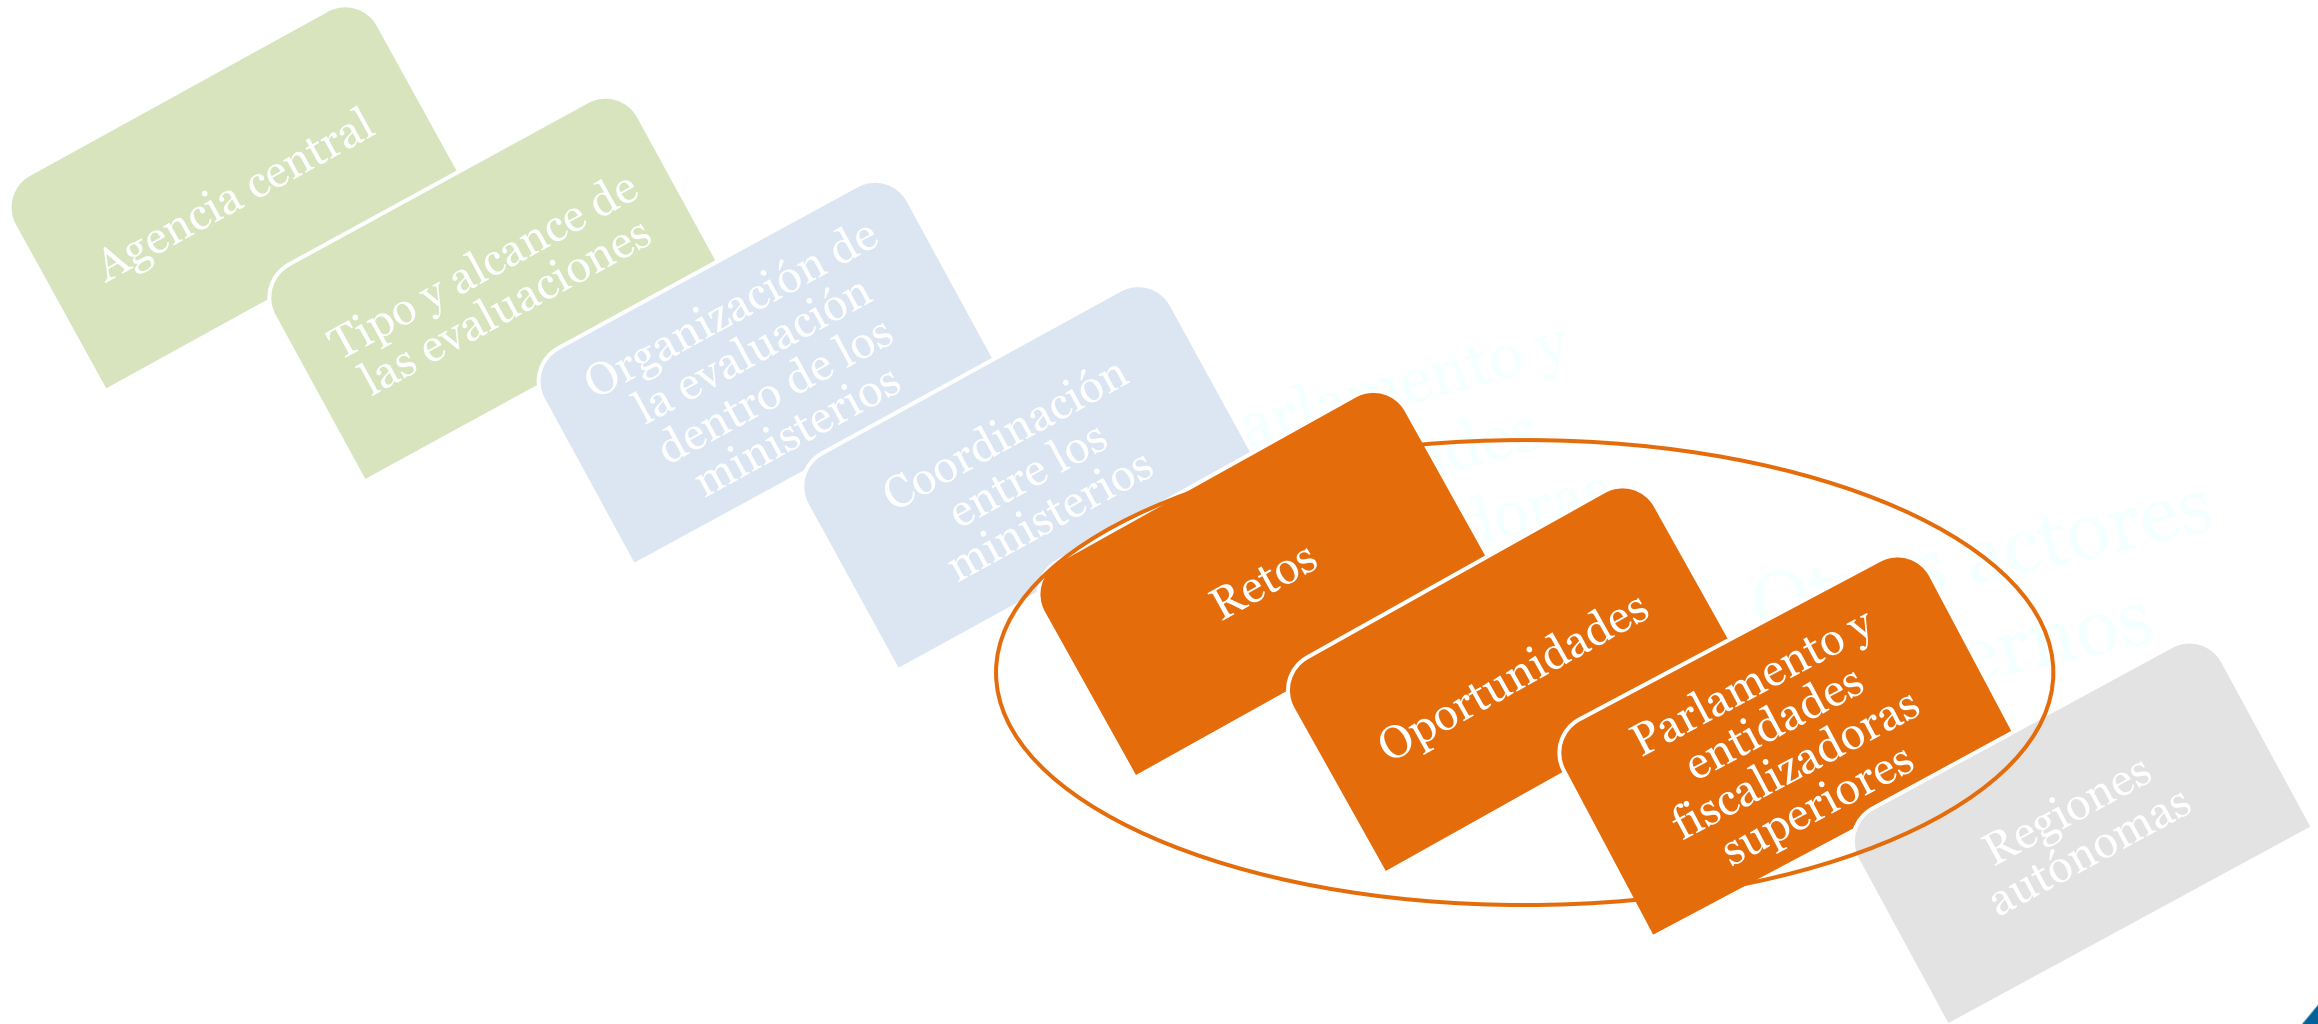 Agencia central
Tipo y alcance de
las evaluaciones
Organización de
la evaluación
dentro de los
ministerios
Coordinación
entre los
ministerios
Retos
Oportunidades
Parlamento y
entidades
fiscalizadoras
superiores
Regiones
autónomas
actores